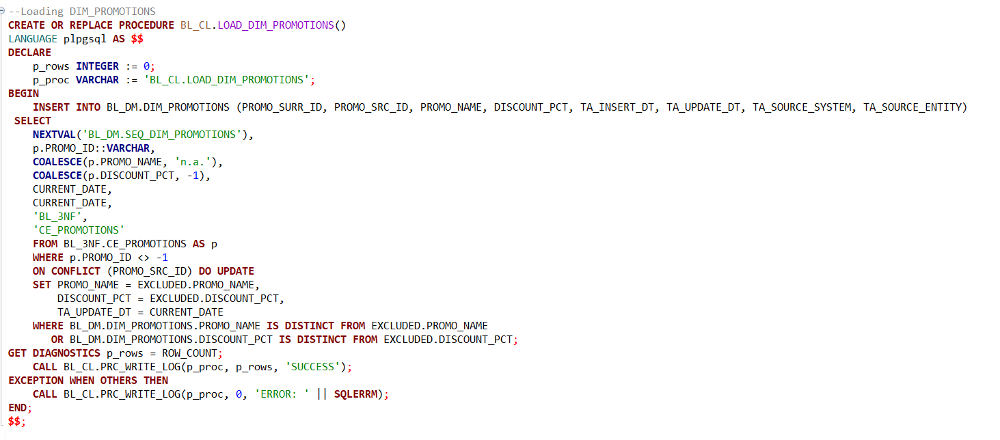 --Loading DIM_PROMOTIONS
CREATE OR REPLACE PROCEDURE BL_CL.LOAD_DIM_PROMOTIONS()
LANGUAGE plpgsql AS $$
DECLARE
    p_rows INTEGER := 0;
    p_proc VARCHAR := 'BL_CL.LOAD_DIM_PROMOTIONS';
BEGIN
    INSERT INTO BL_DM.DIM_PROMOTIONS (PROMO_SURR_ID, PROMO_SRC_ID, PROMO_NAME, DISCOUNT_PCT, TA_INSERT_DT, TA_UPDATE_DT, TA_SOURCE_SYSTEM, TA_SOURCE_ENTITY)
 SELECT
    NEXTVAL('BL_DM.SEQ_DIM_PROMOTIONS'),
    p.PROMO_ID::VARCHAR,
    COALESCE(p.PROMO_NAME, 'n.a.'),
    COALESCE(p.DISCOUNT_PCT, -1),
    CURRENT_DATE,
    CURRENT_DATE,
    'BL_3NF',
    'CE_PROMOTIONS'
    FROM BL_3NF.CE_PROMOTIONS AS p
    WHERE p.PROMO_ID <> -1
    ON CONFLICT (PROMO_SRC_ID) DO UPDATE
    SET PROMO_NAME = EXCLUDED.PROMO_NAME,
        DISCOUNT_PCT = EXCLUDED.DISCOUNT_PCT,
        TA_UPDATE_DT = CURRENT_DATE
    WHERE BL_DM.DIM_PROMOTIONS.PROMO_NAME IS DISTINCT FROM EXCLUDED.PROMO_NAME
       OR BL_DM.DIM_PROMOTIONS.DISCOUNT_PCT IS DISTINCT FROM EXCLUDED.DISCOUNT_PCT;
GET DIAGNOSTICS p_rows = ROW_COUNT;
    CALL BL_CL.PRC_WRITE_LOG(p_proc, p_rows, 'SUCCESS');
EXCEPTION WHEN OTHERS THEN
    CALL BL_CL.PRC_WRITE_LOG(p_proc, 0, 'ERROR: ' || SQLERRM);
END;
$$;